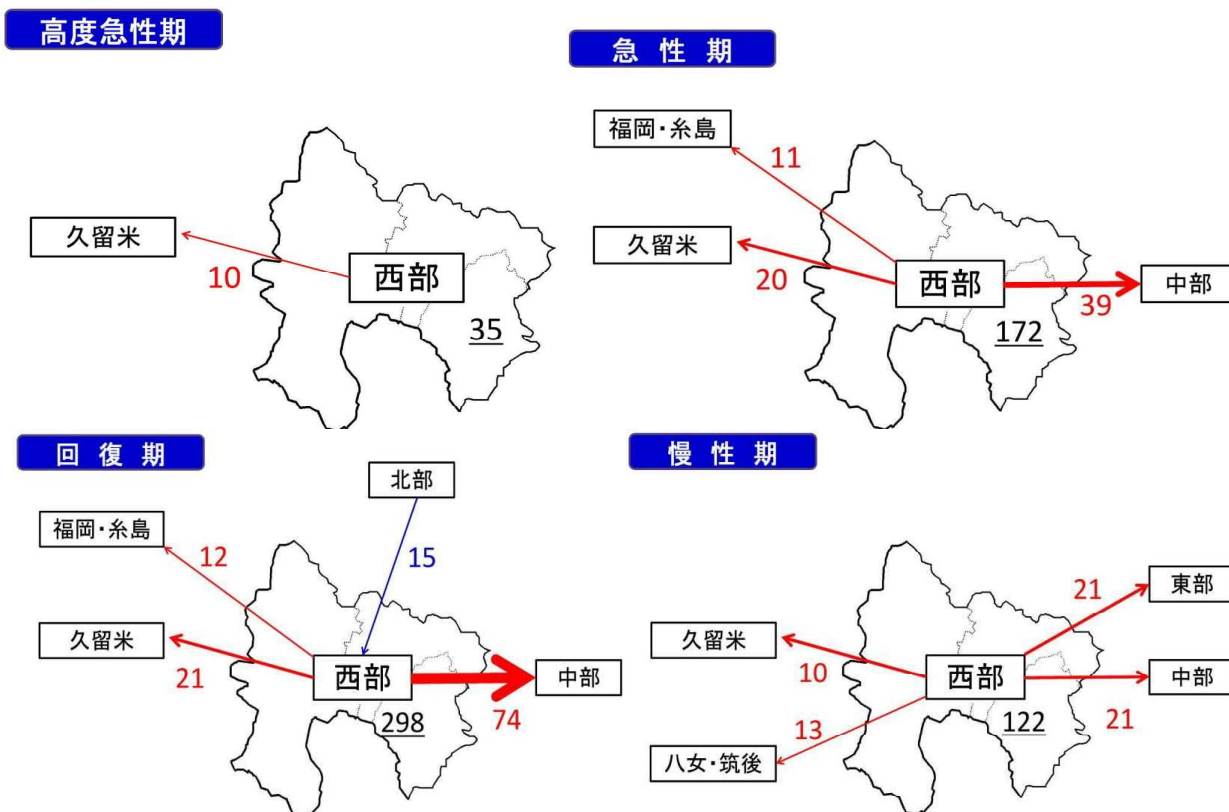 高度急性期
久留米
10
西部
35
急 性 期
福岡・糸島
11
久留米
20
西部
中部
39
172
回 復 期
北部
福岡・糸島
12
15
久留米
21
西部
中部
74
298
慢 性 期
東部
21
久留米
10
西部
中部
21
13
122
八女・筑後